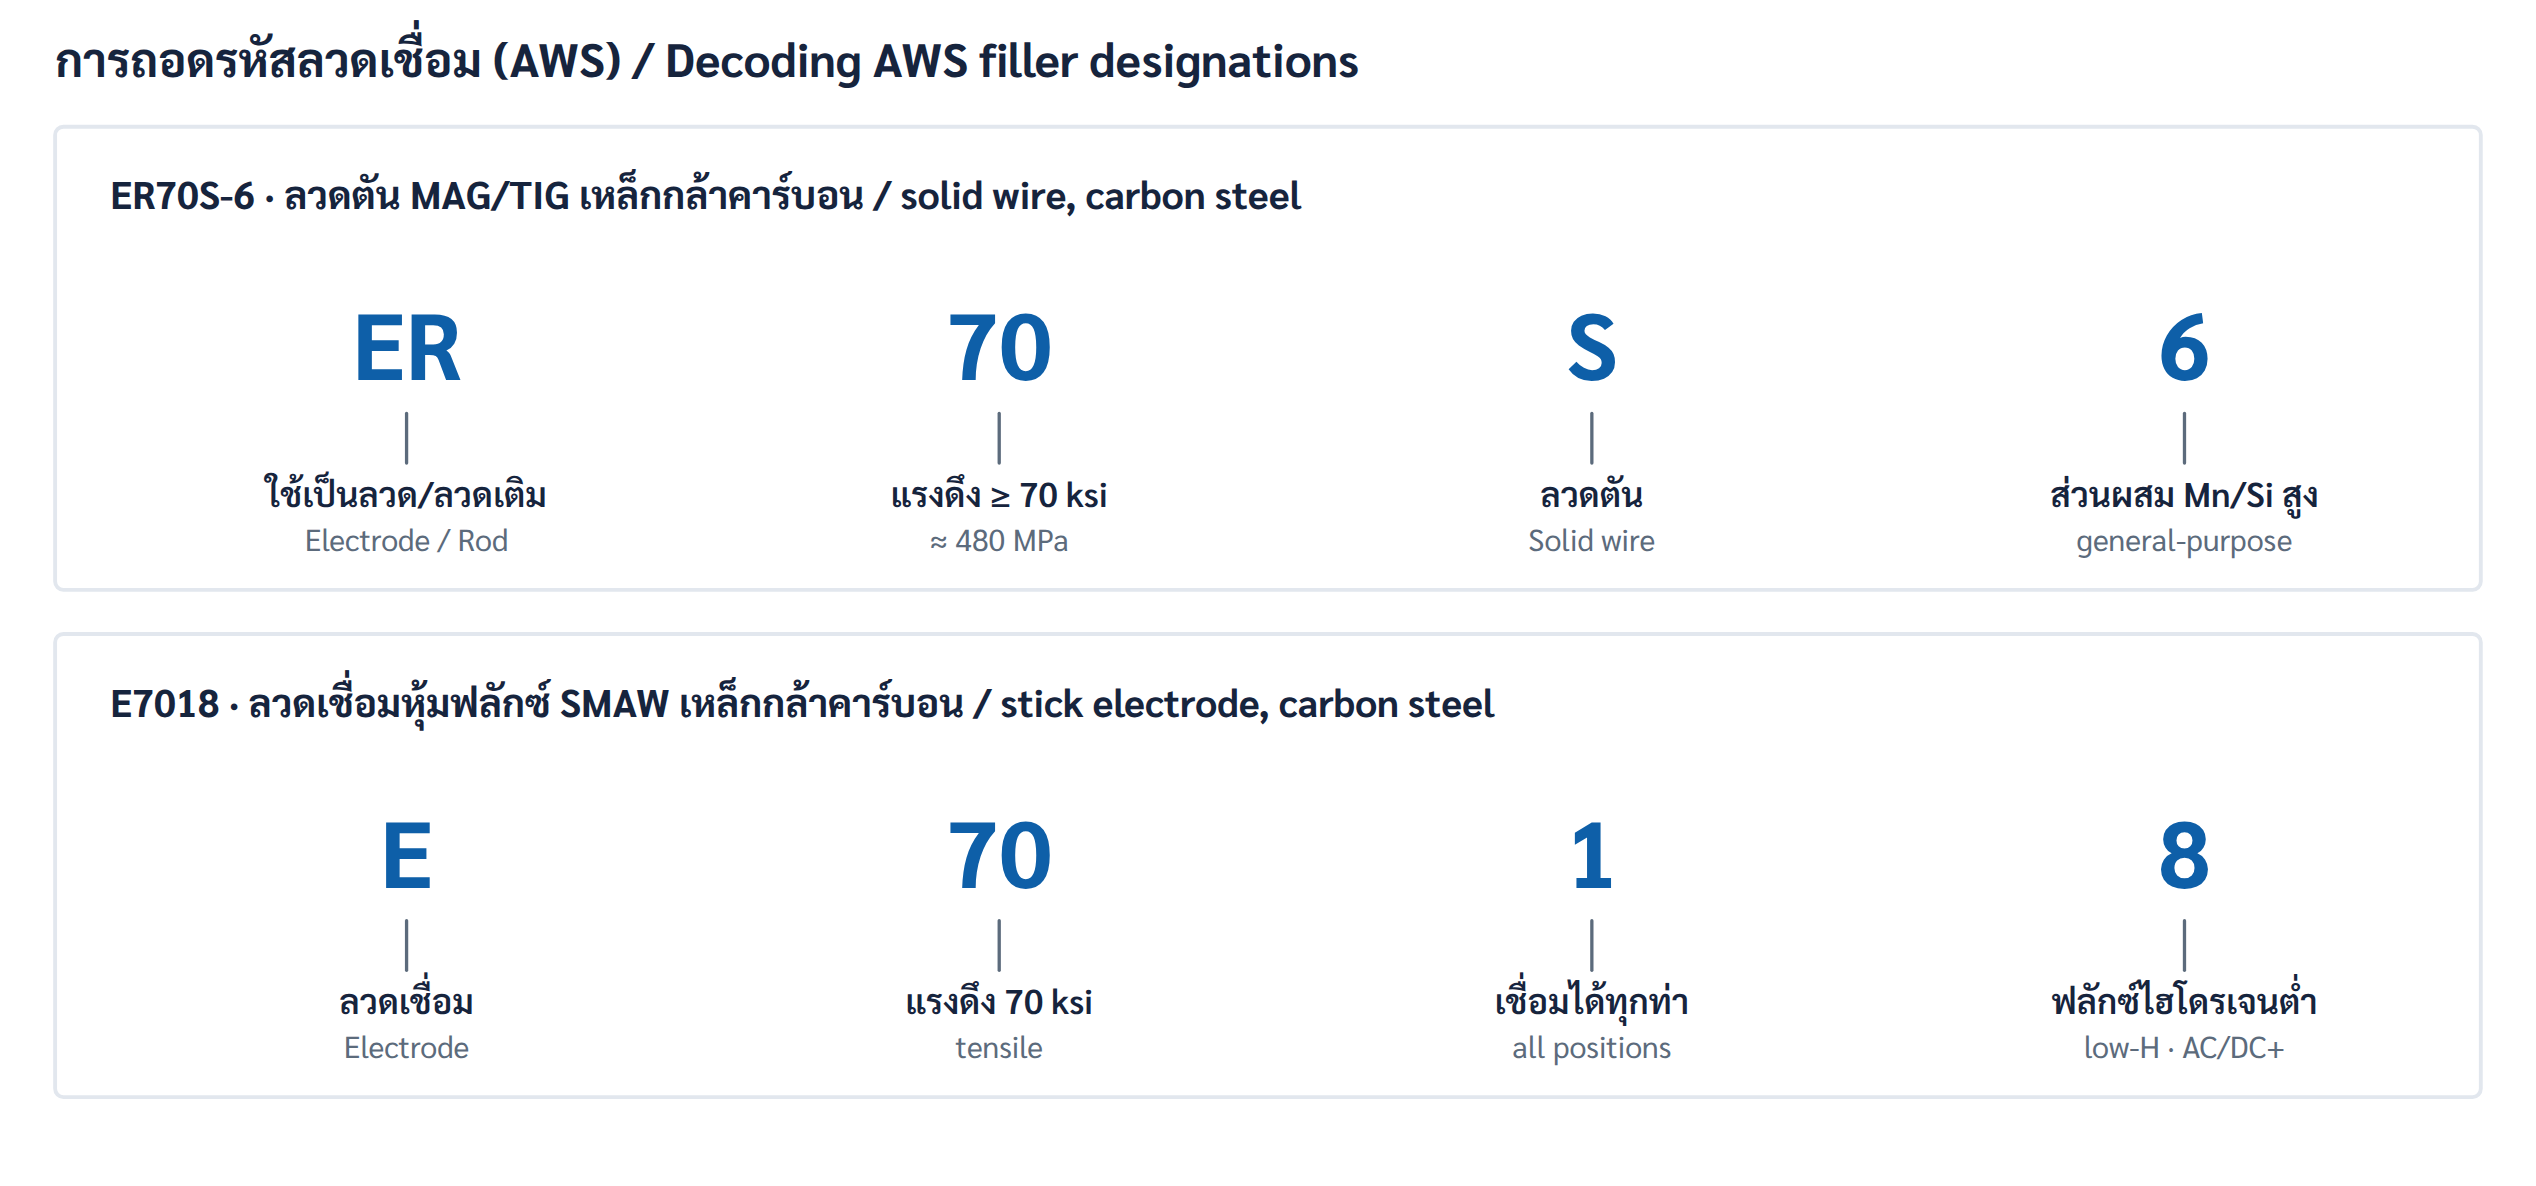 การถอดรหัสลวดเชื่อม (AWS) / Decoding AWS filler designations
ER70S-6 · ลวดตัน MAG/TIG เหล็กกล้าคาร์บอน / solid wire, carbon steel
ER 70 S 6
ใช้เป็นลวด/ลวดเติม แรงดึง ≥ 70 ksi ลวดตัน ส่วนผสม Mn/Si สูง
Electrode / Rod ≈ 480 MPa Solid wire general-purpose
E7018 · ลวดเชื่อมหุ้มฟลักซ์ SMAW เหล็กกล้าคาร์บอน / stick electrode, carbon steel
E 70 1 8
ลวดเชื่อม แรงดึง 70 ksi เชื่อมได้ทุกท่า ฟลักซ์ไฮโดรเจนต่ำ
Electrode tensile all positions low-H · AC/DC+